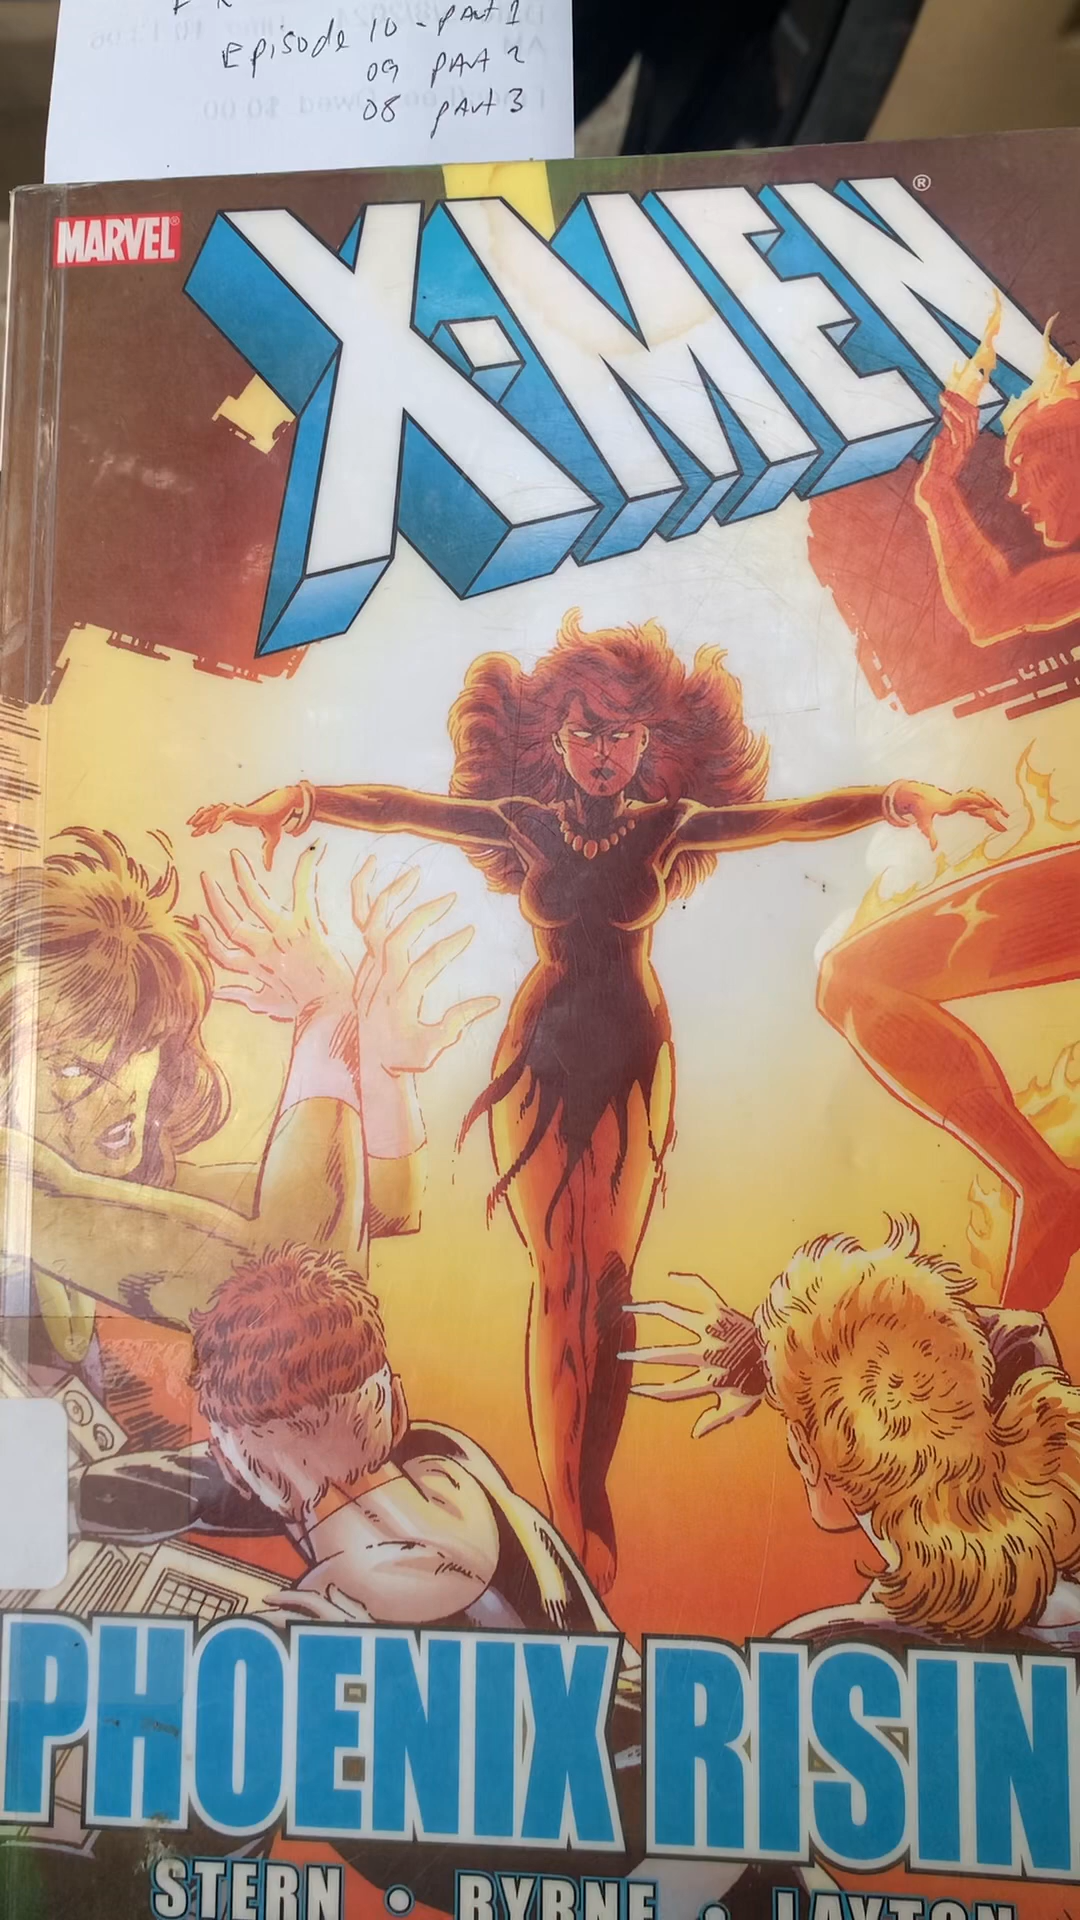 Episode 10 - part 1
09 part 2
08 part 3
MARVEL®
X-MEN®
PHOENIX RISIN
STERN • BYRNE • LAYTON